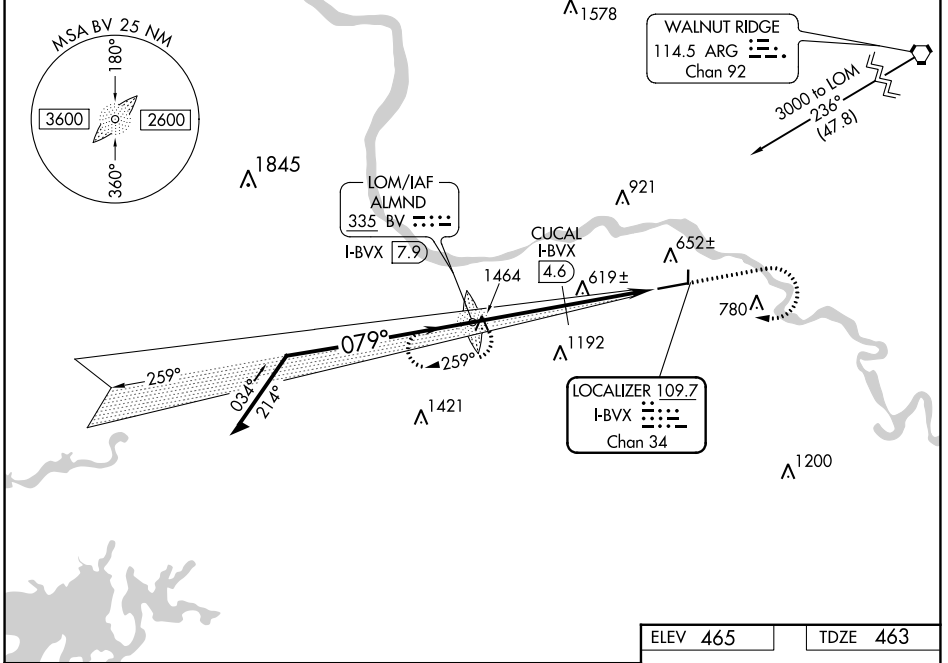 1578
MSA BV 25 NM
180°
3600
2600
360°
WALNUT RIDGE
114.5 ARG
Chan 92
3000 to LOM
236°
(47.8)
1845
LOM/IAF
ALMND
335 BV
I-BVX 7.9
921
CUCAL
I-BVX
4.6
652±
1464
619±
780
079°
259°
259°
1192
034°
214°
LOCALIZER 109.7
I-BVX
Chan 34
1421
1200
ELEV 465
TDZE 463